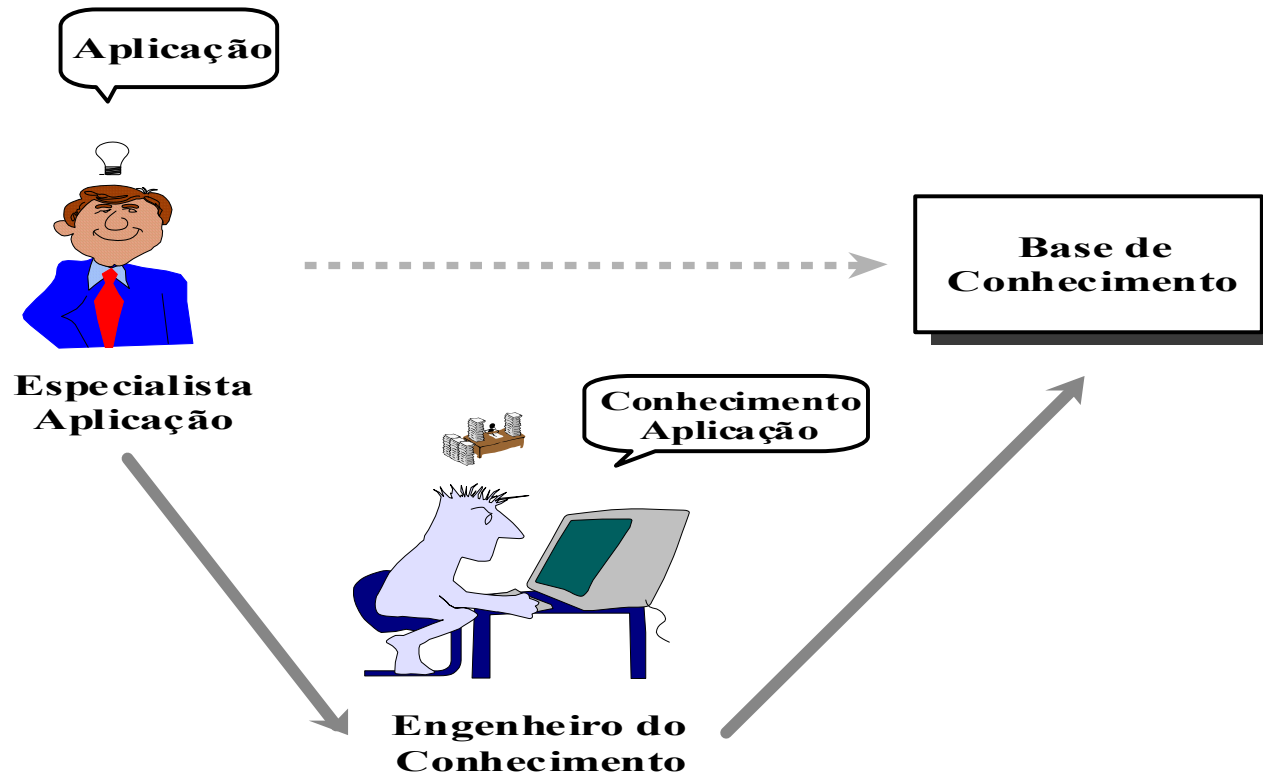 Aplicação
Base de
Conhecimento
Especialista
Aplicação
Conhecimento
Aplicação
Engenheiro do
Conhecimento